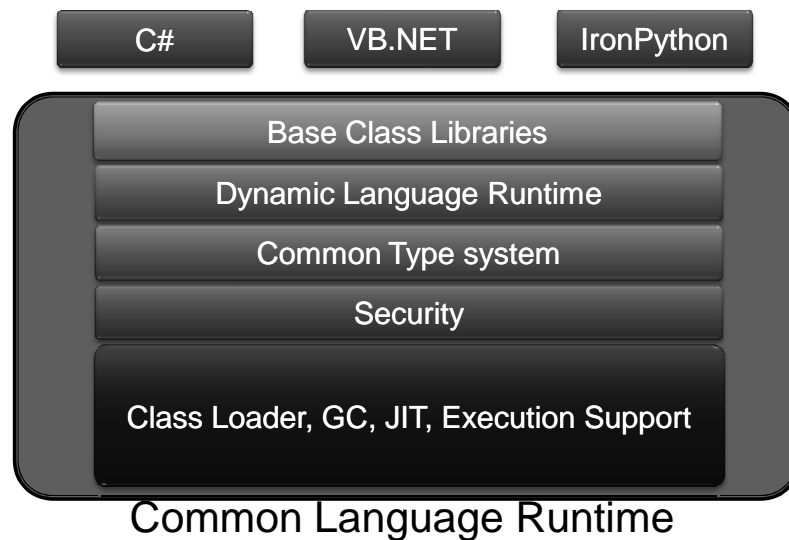 C#
VB.NET
IronPython
Base Class Libraries
Dynamic Language Runtime
Common Type system
Security
Class Loader, GC, JIT, Execution Support
Common Language Runtime